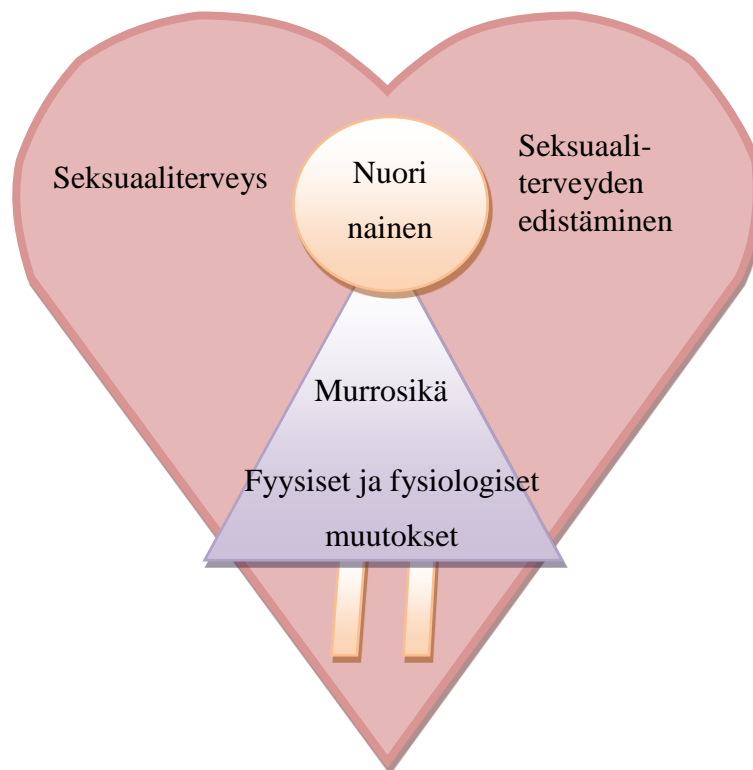 Seksuaaliterveys
Nuori
nainen
Seksuaali-
terveyden
edistäminen
Murrosikä
Fyysiset ja fysiologiset
muutokset